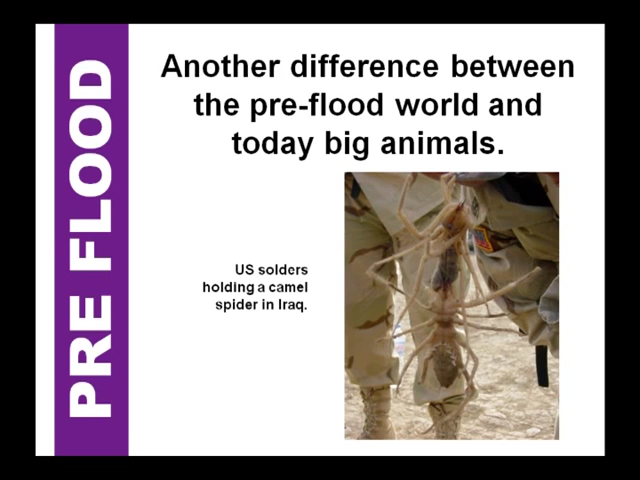 PRE FLOOD
Another difference between
the pre-flood world and
today big animals.
US solders
holding a camel
spider in Iraq.